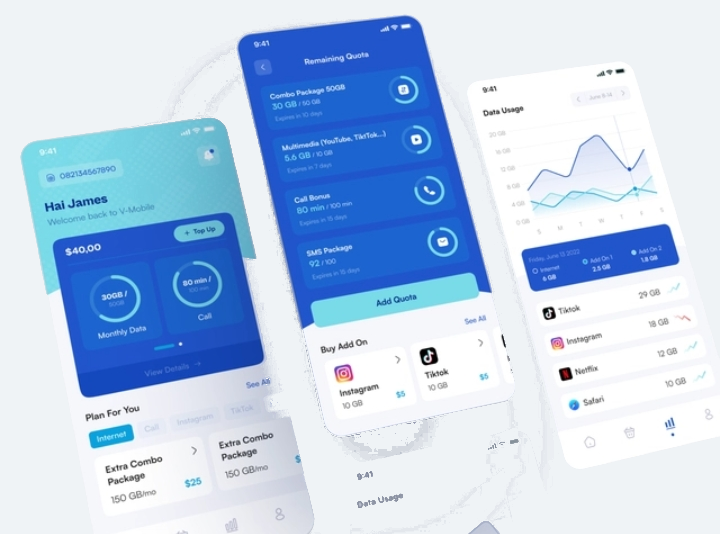 9:41
082134567890
Hai James
Welcome back to V-Mobile
$40,00
+ Top Up
30GB /
50GB
Monthly Data
80 min /
100 min
Call
View Details →
Plan For You
See All
Internet
Call
Instagram
TikTok
Extra Combo
Package
150 GB/mo
$25
Extra Combo
Package
150 GB/mo
9:41
Remaining Quota
Combo Package 50GB
30 GB / 50 GB
Expires in 10 days
Multimedia (YouTube, TikTok...)
5.6 GB / 10 GB
Expires in 7 days
Call Bonus
80 min / 100 min
Expires in 15 days
SMS Package
92 / 100
Expires in 15 days
Add Quota
Buy Add On
See All
Instagram
10 GB
$5
Tiktok
10 GB
$5
9:41
Data Usage
9:41
Data Usage
June 8-14
20 GB
16 GB
12 GB
8 GB
4 GB
0 GB
S M T W T F S
Friday, June 13 2022
Internet
6 GB
Add On 1
2.5 GB
Add On 2
1.8 GB
Tiktok
29 GB
Instagram
18 GB
Netflix
12 GB
Safari
10 GB